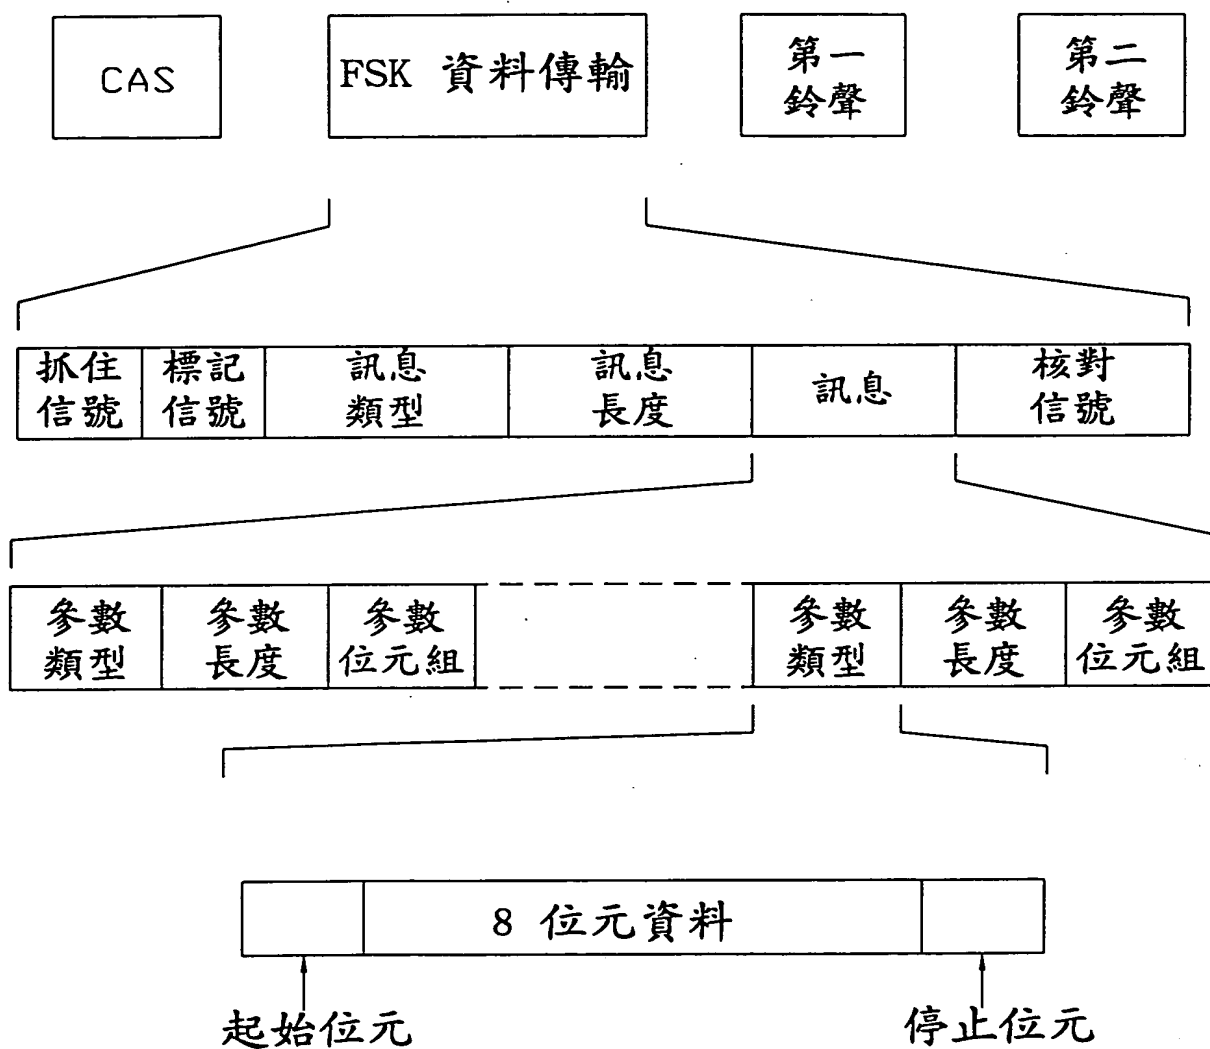 CAS
FSK 資料傳輸
第一
鈴聲
第二
鈴聲
抓住
信號
標記
信號
訊息
類型
訊息
長度
訊息
核對
信號
參數
類型
參數
長度
參數
位元組
參數
類型
參數
長度
參數
位元組
8 位元資料
起始位元
停止位元